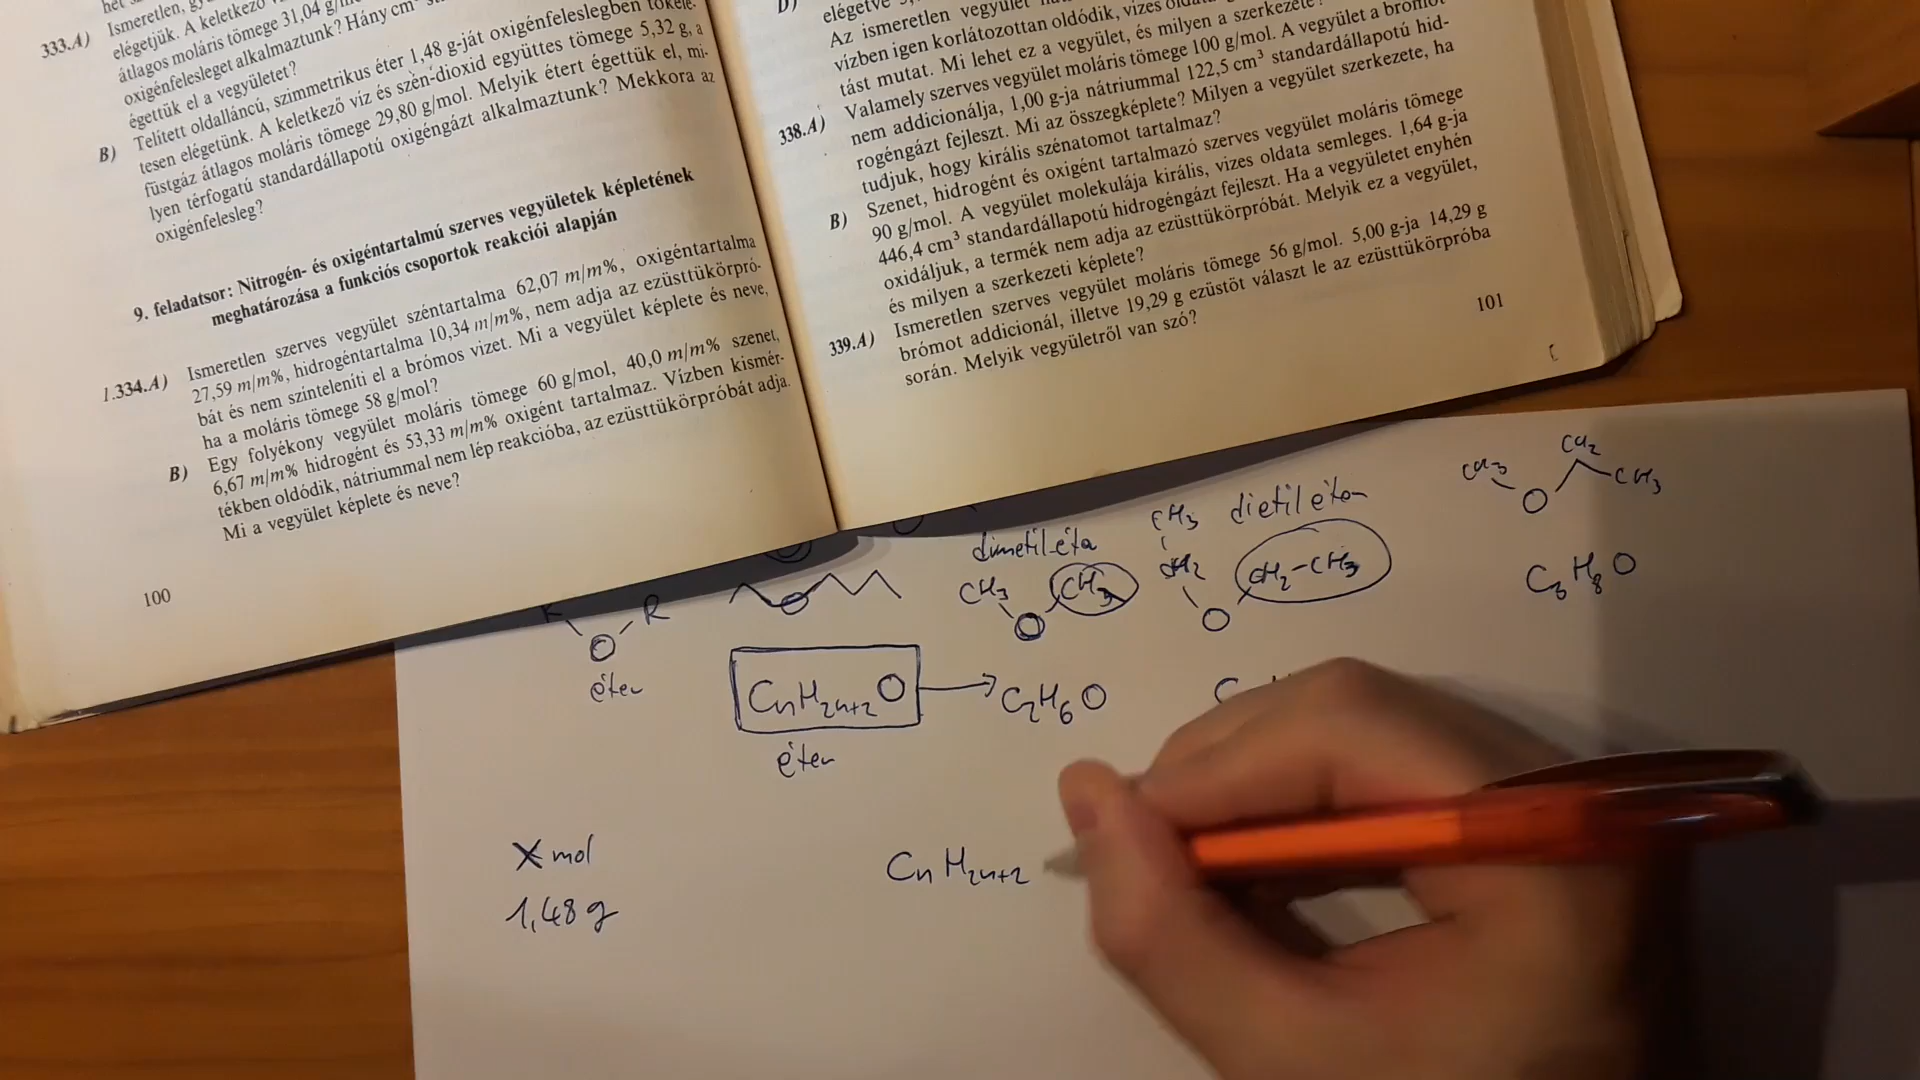 333.A) Ismeretlen,
elégetjük. A keletkező
átlagos moláris tömege 31,04
oxigénfelesleget alkalmaztunk? Hány cm³
égettük el a vegyületet?
B) Telített oldalláncú, szimmetrikus éter 1,48 g-ját oxigénfeleslegben
tesen elégetünk. A keletkező víz és szén-dioxid együttes tömege 5,32 g, a
füstgáz átlagos moláris tömege 29,80 g/mol. Melyik étert égettük el, mi-
lyen térfogatú standardállapotú oxigéngázt alkalmaztunk? Mekkora az
oxigénfelesleg?
9. feladatsor: Nitrogén- és oxigéntartalmú szerves vegyületek képletének
meghatározása a funkciós csoportok reakciói alapján
1.334.A) Ismeretlen szerves vegyület széntartalma 62,07 m/m%, oxigéntartalma
27,59 m/m%, hidrogéntartalma 10,34 m/m%, nem adja az ezüsttükörpró-
bát és nem színteleníti el a brómos vizet. Mi a vegyület képlete és neve,
ha a moláris tömege 58 g/mol?
B) Egy folyékony vegyület moláris tömege 60 g/mol, 40,0 m/m% szenet,
6,67 m/m% hidrogént és 53,33 m/m% oxigént tartalmaz. Vízben kismér-
tékben oldódik, nátriummal nem lép reakcióba, az ezüsttükörpróbát adja.
Mi a vegyület képlete és neve?
100
elégetve
Az ismeretlen vegyület
vízben igen korlátozottan oldódik, vizes
tást mutat. Mi lehet ez a vegyület, és milyen a szerkezete?
338.A) Valamely szerves vegyület moláris tömege 100 g/mol. A vegyület a brómot
nem addicionálja, 1,00 g-ja nátriummal 122,5 cm³ standardállapotú hid-
rogéngázt fejleszt. Mi az összegképlete? Milyen a vegyület szerkezete, ha
tudjuk, hogy királis szénatomot tartalmaz?
B) Szenet, hidrogént és oxigént tartalmazó szerves vegyület moláris tömege
90 g/mol. A vegyület molekulája királis, vizes oldata semleges. 1,64 g-ja
446,4 cm³ standardállapotú hidrogéngázt fejleszt. Ha a vegyületet enyhén
oxidáljuk, a termék nem adja az ezüsttükörpróbát. Melyik ez a vegyület,
és milyen a szerkezeti képlete?
339.A) Ismeretlen szerves vegyület moláris tömege 56 g/mol. 5,00 g-ja 14,29 g
brómot addicionál, illetve 19,29 g ezüstöt választ le az ezüsttükörpróba
során. Melyik vegyületről van szó?
101
R
O
éter
O
dimetiléter
CH3
O
CH3
dietiléter
CH3
CH2
O
CH2-CH3
CH3
O
CH2
CH3
C3H8O
CnH2n+2O
C2H6O
éter
X mol
1,48 g
CnH2n+2